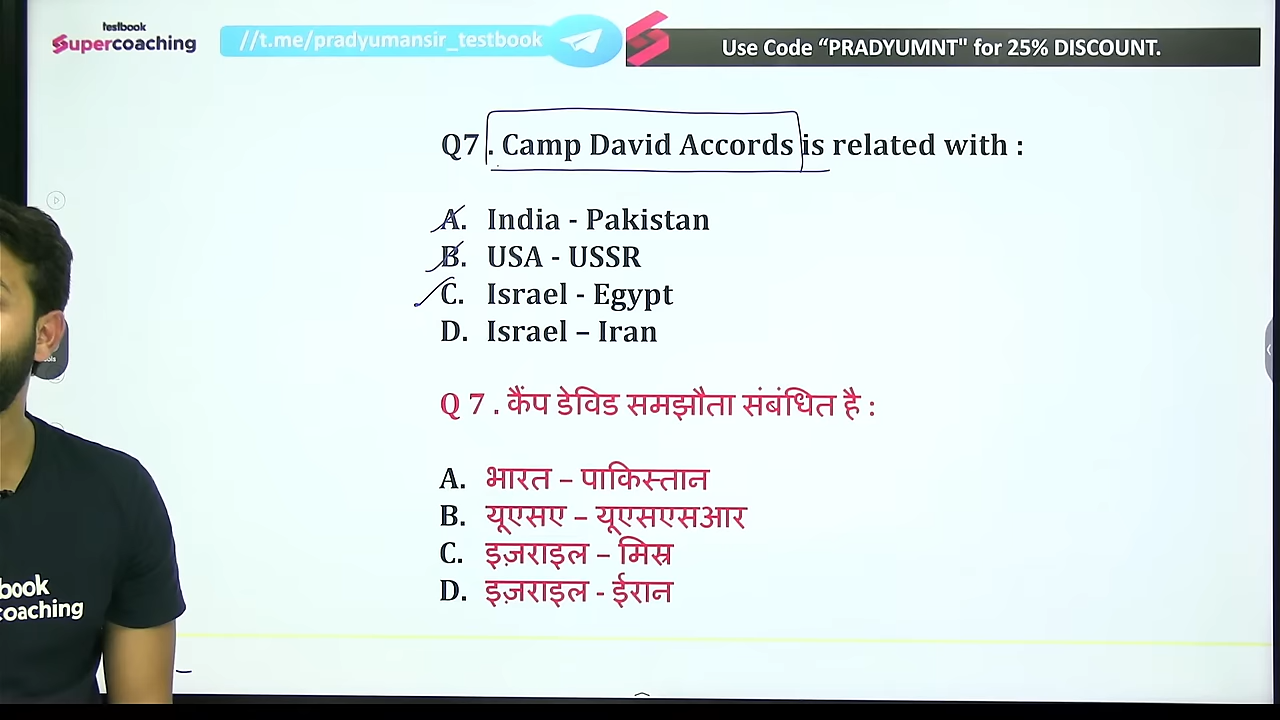 testbook
Supercoaching
//t.me/pradyumansir_testbook
Use Code “PRADYUMNT" for 25% DISCOUNT.
Q7 . Camp David Accords is related with :
A. India - Pakistan
B. USA - USSR
C. Israel - Egypt
D. Israel – Iran
Q 7 . कैंप डेविड समझौता संबंधित है :
A. भारत – पाकिस्तान
B. यूएसए – यूएसएसआर
C. इज़राइल – मिस्र
D. इज़राइल - ईरान
book
coaching